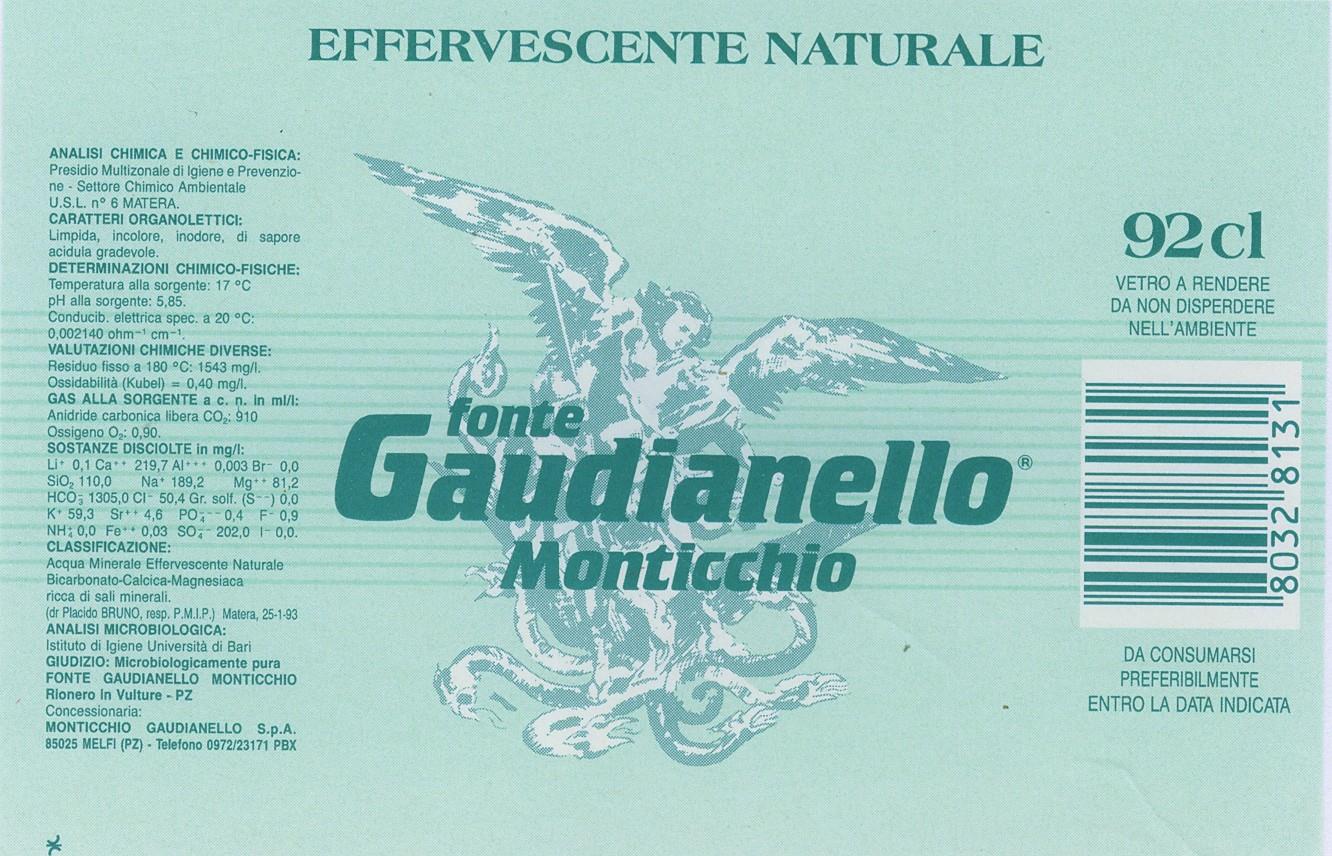 EFFERVESCENTE NATURALE
ANALISI CHIMICA E CHIMICO-FISICA:
Presidio Multizonale di Igiene e Prevenzio-
ne - Settore Chimico Ambientale
U.S.L. n° 6 MATERA.
CARATTERI ORGANOLETTICI:
Limpida, incolore, inodore, di sapore
acidula gradevole.
DETERMINAZIONI CHIMICO-FISICHE:
Temperatura alla sorgente: 17 °C
pH alla sorgente: 5,85.
Conducib. elettrica spec. a 20 °C:
0,002140 ohm⁻¹ cm⁻¹.
VALUTAZIONI CHIMICHE DIVERSE:
Residuo fisso a 180 °C: 1543 mg/l.
Ossidabilità (Kubel) = 0,40 mg/l.
GAS ALLA SORGENTE a c. n. in ml/l:
Anidride carbonica libera CO₂: 910
Ossigeno O₂: 0,90.
SOSTANZE DISCIOLTE in mg/l:
Li⁺ 0,1 Ca⁺⁺ 219,7 Al⁺⁺⁺ 0,003 Br⁻ 0,0
SiO₂ 110,0 Na⁺ 189,2 Mg⁺⁺ 81,2
HCO₃⁻ 1305,0 Cl⁻ 50,4 Gr. solf. (S⁻⁻) 0,0
K⁺ 59,3 Sr⁺⁺ 4,6 PO₄⁻⁻⁻ 0,4 F⁻ 0,9
NH₄⁺ 0,0 Fe⁺⁺ 0,03 SO₄⁻⁻ 202,0 I⁻ 0,0.
CLASSIFICAZIONE:
Acqua Minerale Effervescente Naturale
Bicarbonato-Calcica-Magnesiaca
ricca di sali minerali.
(dr Placido BRUNO, resp. P.M.I.P.) Matera, 25-1-93
ANALISI MICROBIOLOGICA:
Istituto di Igiene Università di Bari
GIUDIZIO: Microbiologicamente pura
FONTE GAUDIANELLO MONTICCHIO
Rionero in Vulture - PZ
Concessionaria:
MONTICCHIO GAUDIANELLO S.p.A.
85025 MELFI (PZ) - Telefono 0972/23171 PBX
fonte
Gaudianello®
Monticchio
92 cl
VETRO A RENDERE
DA NON DISPERDERE
NELL'AMBIENTE
8032 8131
DA CONSUMARSI
PREFERIBILMENTE
ENTRO LA DATA INDICATA